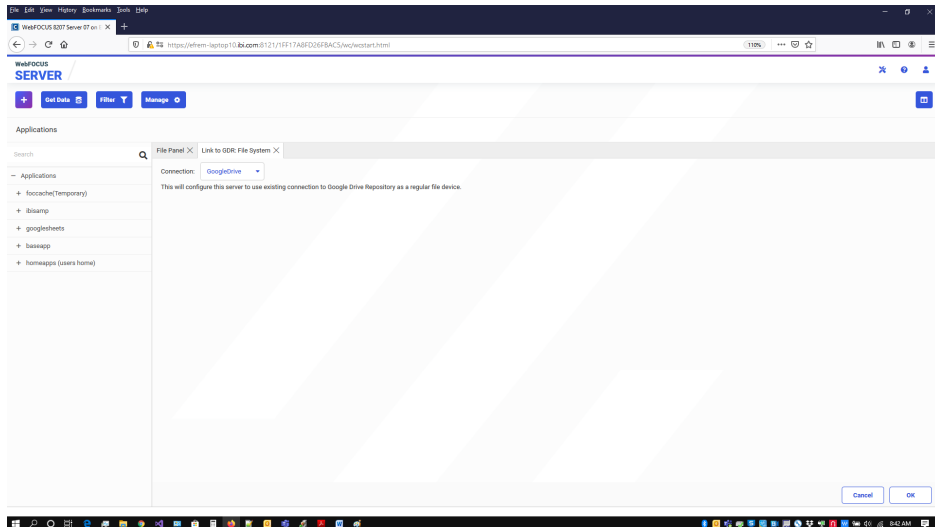 File Edit View History Bookmarks Tools Help
WebFOCUS 8207 Server 07 on
https://efrem-laptop10.ibi.com:8121/1FF17A8FD26FBAC5/wc/wcstart.html
110%
WebFOCUS
SERVER
Get Data Filter Manage
Applications
Search
File Panel Link to GDR: File System
Applications
Connection: GoogleDrive
This will configure this server to use existing connection to Google Drive Repository as a regular file device.
foccache(Temporary)
ibisamp
googlesheets
baseapp
homeapps (users home)
Cancel OK
8:42 AM